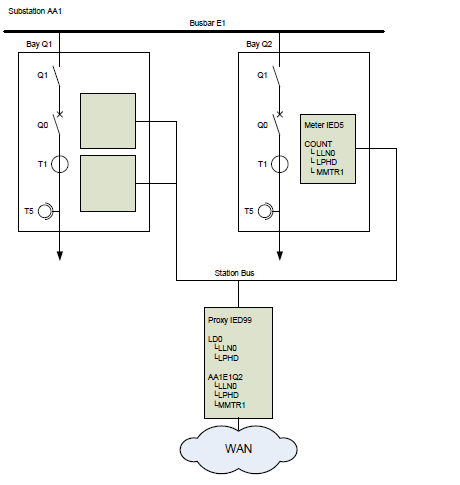 Substation AA1
Busbar E1
Bay Q1
Bay Q2
Q1
Q1
Q0
Q0
Meter IED5
COUNT
LLN0
LPHD
MMTR1
T1
T1
T5
T5
Station Bus
Proxy IED99
LD0
LLN0
LPHD
AA1E1Q2
LLN0
LPHD
MMTR1
WAN